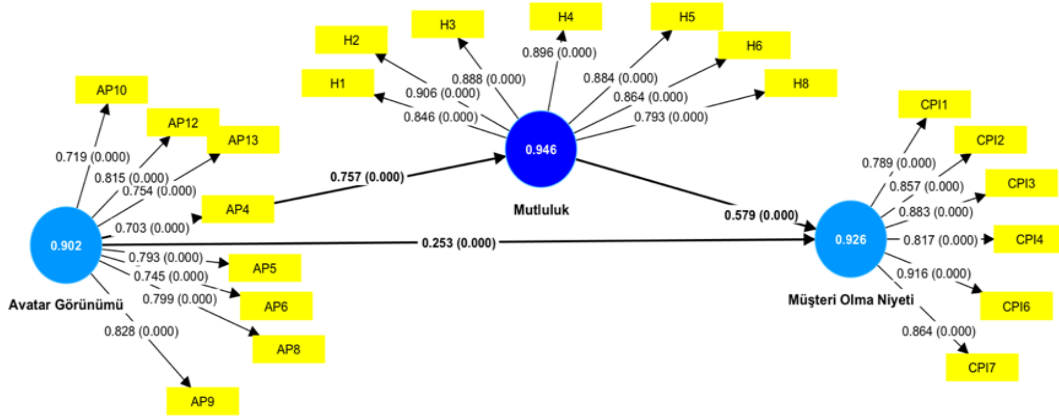 H4
H5
H3
H2
H6
H1
H8
0.896 (0.000)
0.888 (0.000)
0.884 (0.000)
0.906 (0.000)
0.864 (0.000)
0.846 (0.000)
0.793 (0.000)
0.946
Mutluluk
AP10
AP12
AP13
AP4
0.719 (0.000)
0.815 (0.000)
0.754 (0.000)
0.703 (0.000)
0.902
Avatar Görünümü
0.793 (0.000)
0.745 (0.000)
0.799 (0.000)
0.828 (0.000)
AP5
AP6
AP8
AP9
0.757 (0.000)
0.579 (0.000)
0.253 (0.000)
CPI1
CPI2
CPI3
CPI4
CPI6
CPI7
0.789 (0.000)
0.857 (0.000)
0.883 (0.000)
0.817 (0.000)
0.916 (0.000)
0.864 (0.000)
0.926
Müşteri Olma Niyeti